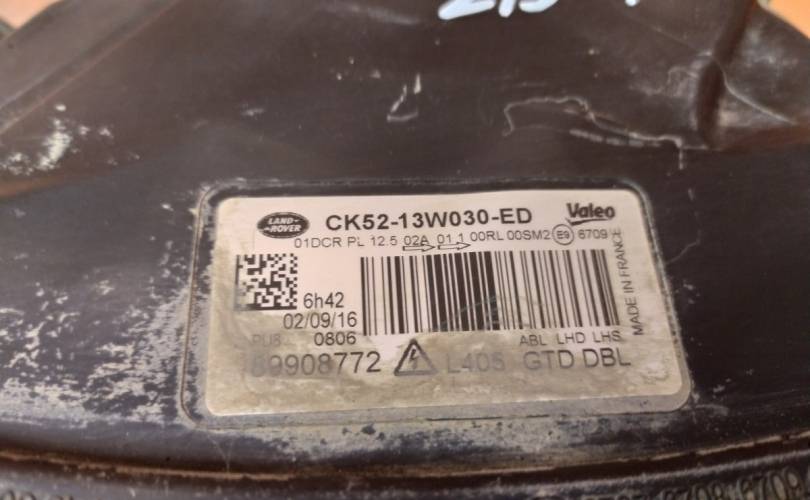 LAND-
ROVER
CK52-13W030-ED
Valeo
01DCR PL 12.5 02A 01.1 00RL 00SM2 E9 6709
MADE IN FRANCE
6h42
02/09/16
0806
ABL LHD LHS
89908772 L405 GTD DBL